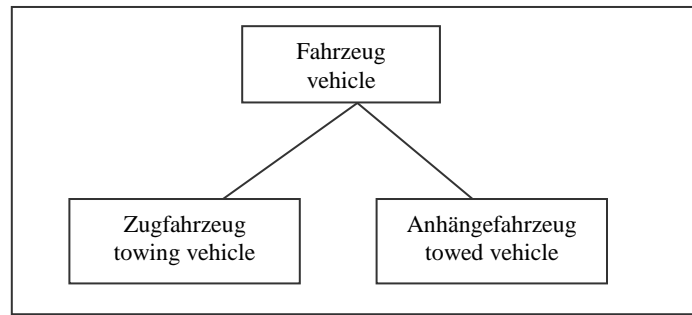 Fahrzeug
vehicle
Zugfahrzeug
towing vehicle
Anhängefahrzeug
towed vehicle